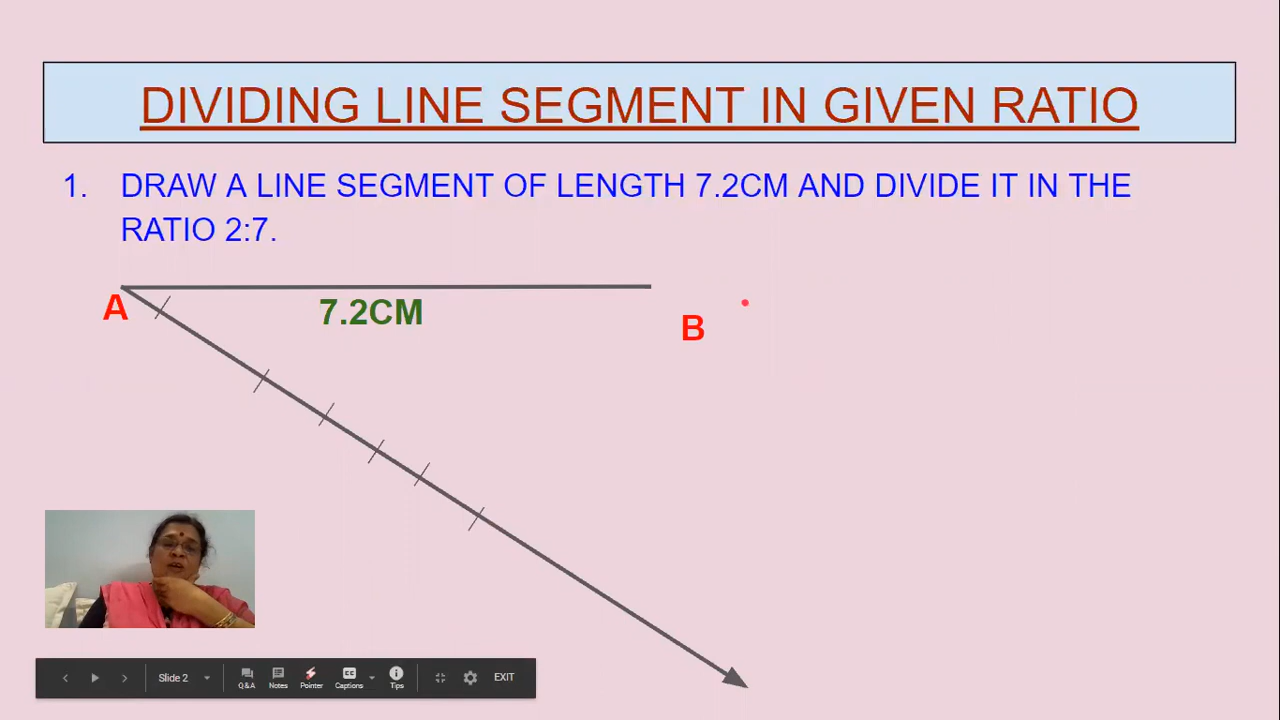 DIVIDING LINE SEGMENT IN GIVEN RATIO
1. DRAW A LINE SEGMENT OF LENGTH 7.2CM AND DIVIDE IT IN THE
RATIO 2:7.
A
7.2CM
B
Slide 2
Q&A
Notes
Pointer
CC
Captions
Tips
EXIT